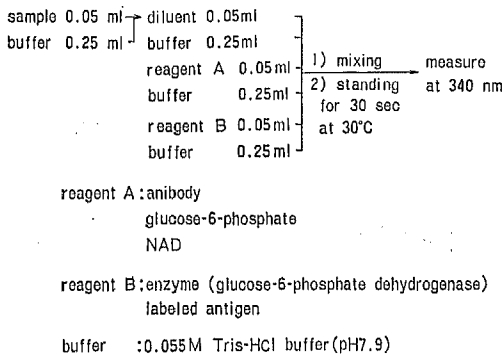 sample 0.05 ml diluent 0.05ml
buffer 0.25 ml buffer 0.25ml
reagent A 0.05ml 1) mixing measure
buffer 0.25ml 2) standing at 340 nm
reagent B 0.05ml for 30 sec
buffer 0.25ml at 30°C
reagent A :anibody
glucose-6-phosphate
NAD
reagent B:enzyme (glucose-6-phosphate dehydrogenase)
labeled antigen
buffer :0.055M Tris-HCl buffer(pH7.9)